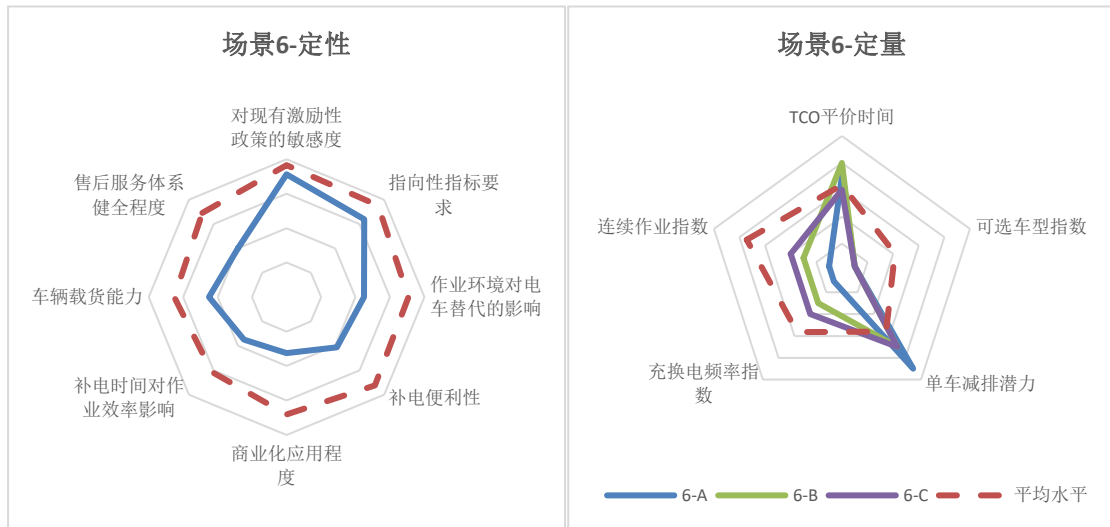 场景6-定性
对现有激励性
政策的敏感度
指向性指标要
求
作业环境对电
车替代的影响
补电便利性
商业化应用程
度
补电时间对作
业效率影响
车辆载货能力
售后服务体系
健全程度
场景6-定量
TCO平价时间
可选车型指数
单车减排潜力
充换电频率指
数
连续作业指数
6-A
6-B
6-C
平均水平